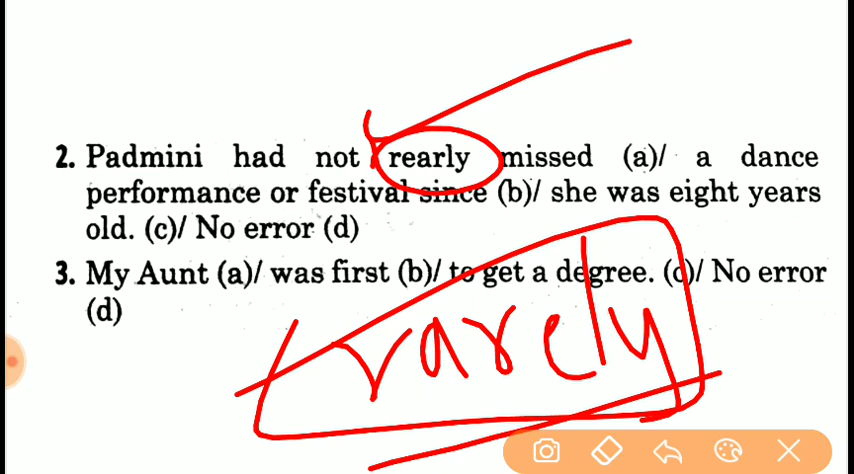 2. Padmini had not rearly missed (a)/ a dance
performance or festival since (b)/ she was eight years
old. (c)/ No error (d)
3. My Aunt (a)/ was first (b)/ to get a degree. (c)/ No error
(d)
rarely